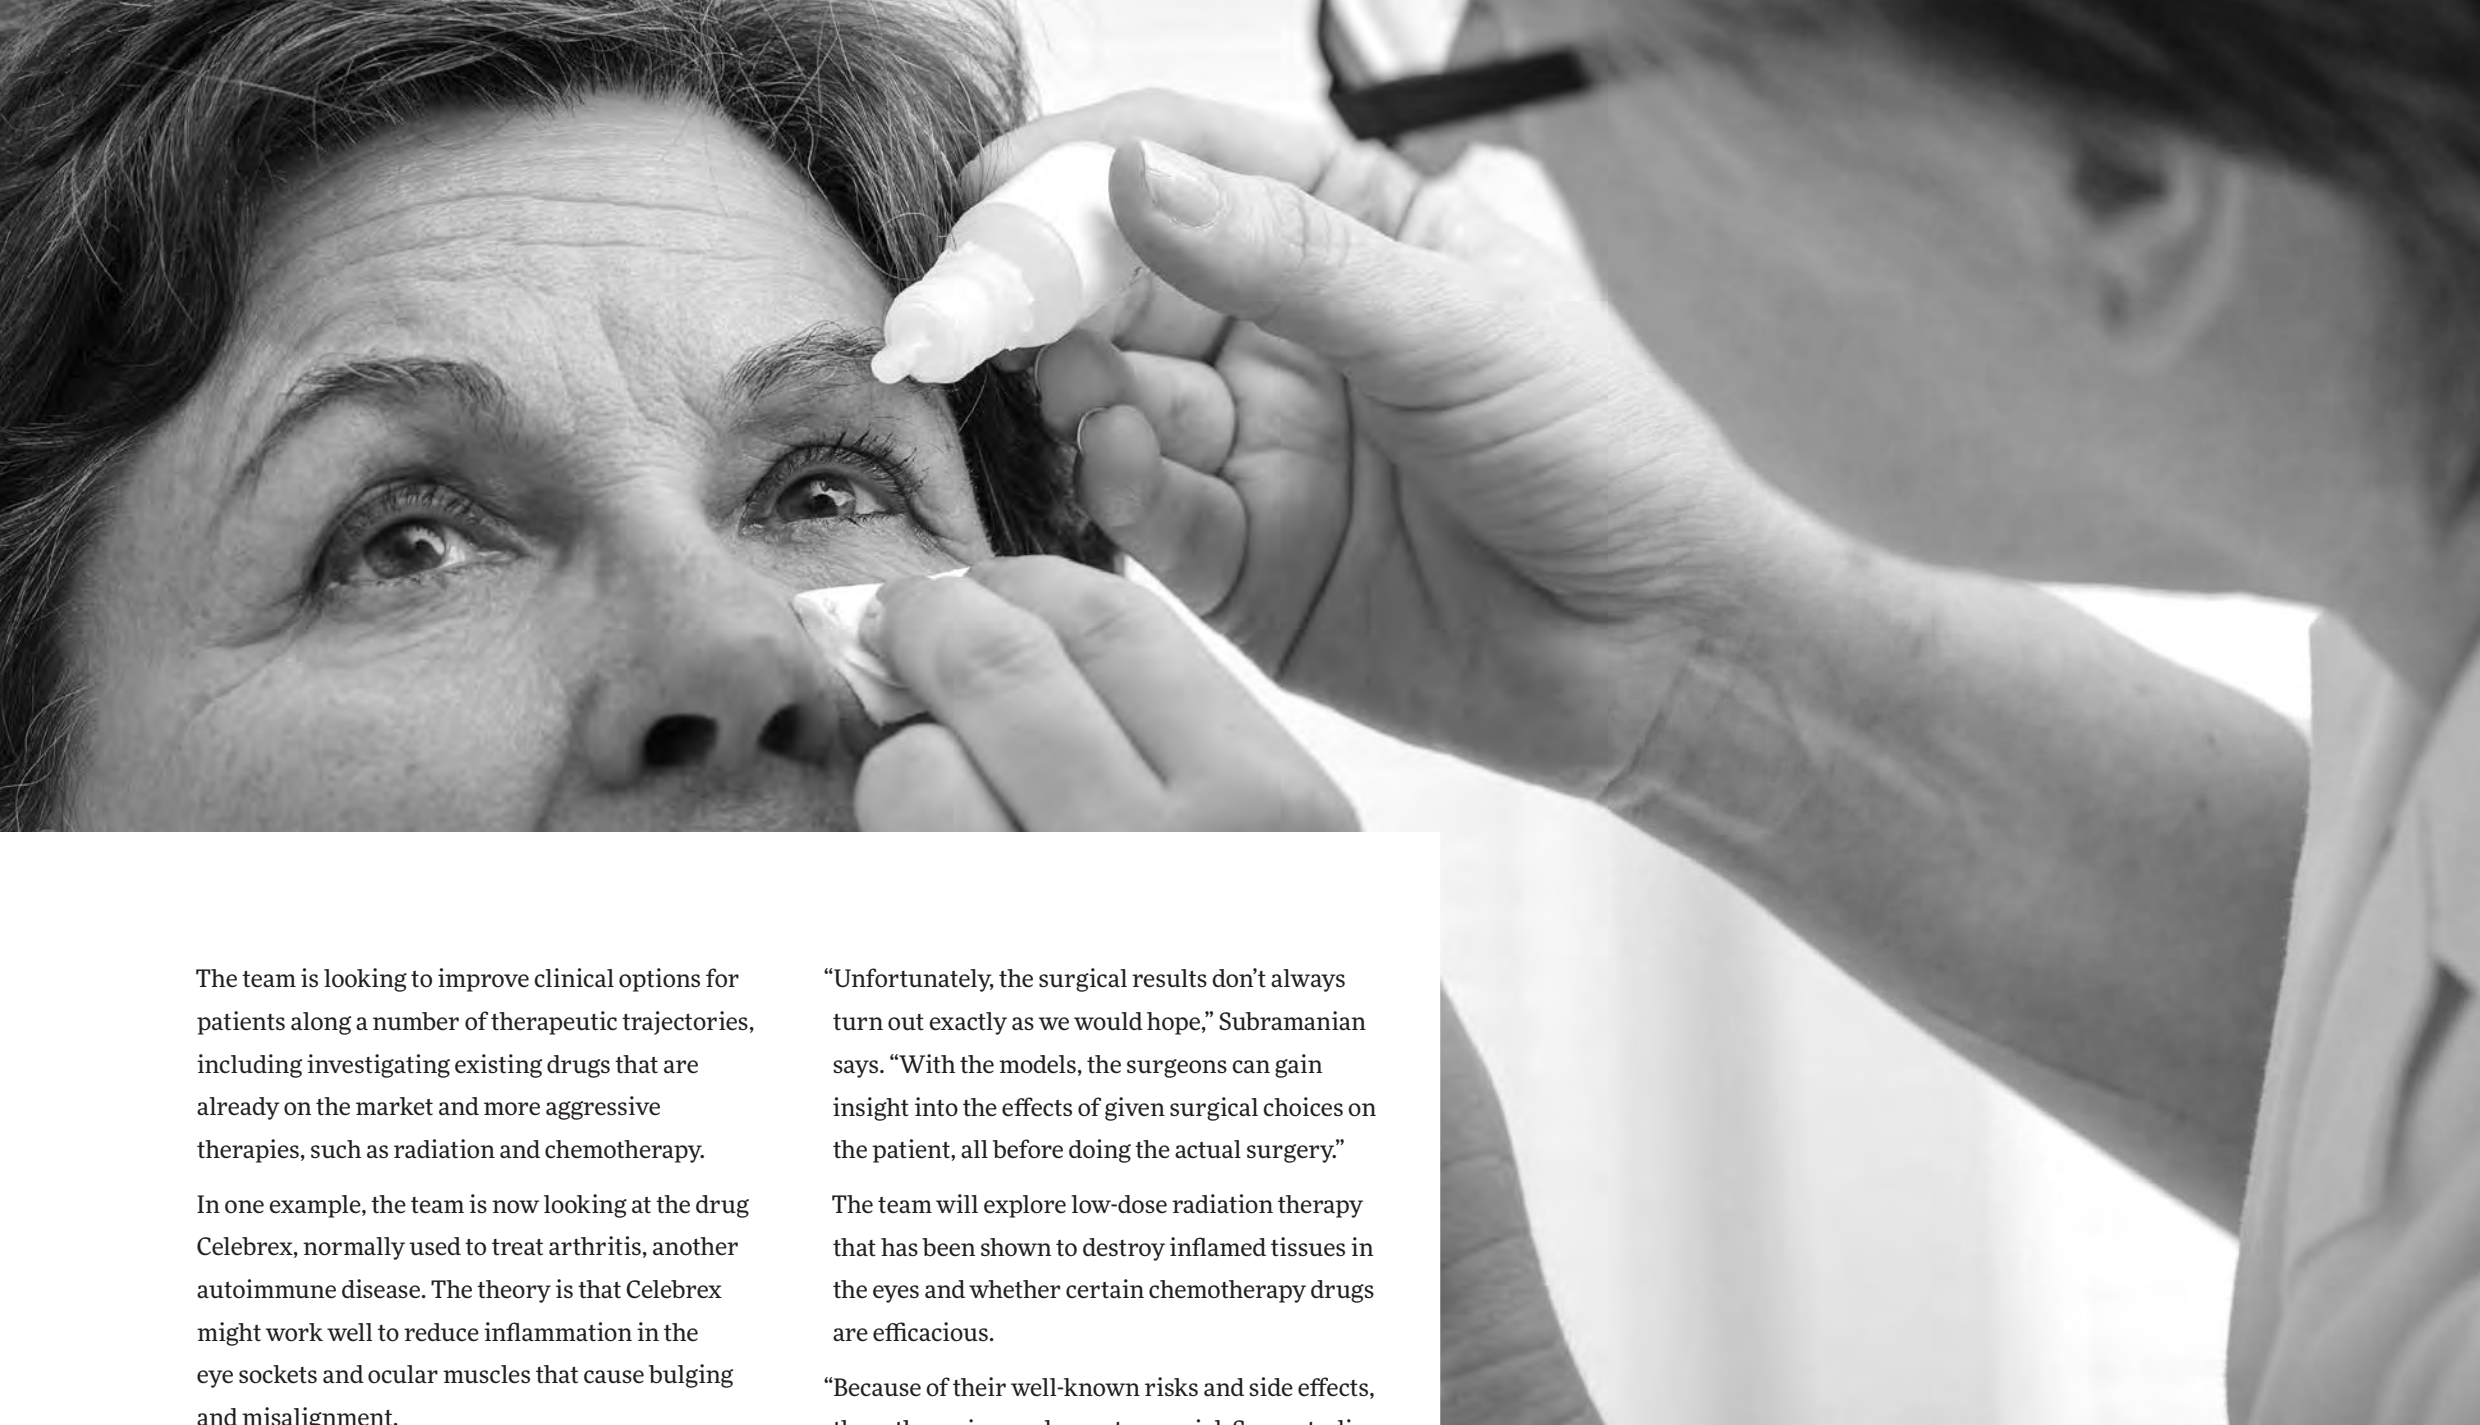 The team is looking to improve clinical options for
patients along a number of therapeutic trajectories,
including investigating existing drugs that are
already on the market and more aggressive
therapies, such as radiation and chemotherapy.
In one example, the team is now looking at the drug
Celebrex, normally used to treat arthritis, another
autoimmune disease. The theory is that Celebrex
might work well to reduce inflammation in the
eye sockets and ocular muscles that cause bulging
and misalignment.
“Unfortunately, the surgical results don’t always
turn out exactly as we would hope,” Subramanian
says. “With the models, the surgeons can gain
insight into the effects of given surgical choices on
the patient, all before doing the actual surgery.”
The team will explore low-dose radiation therapy
that has been shown to destroy inflamed tissues in
the eyes and whether certain chemotherapy drugs
are efficacious.
“Because of their well-known risks and side effects,